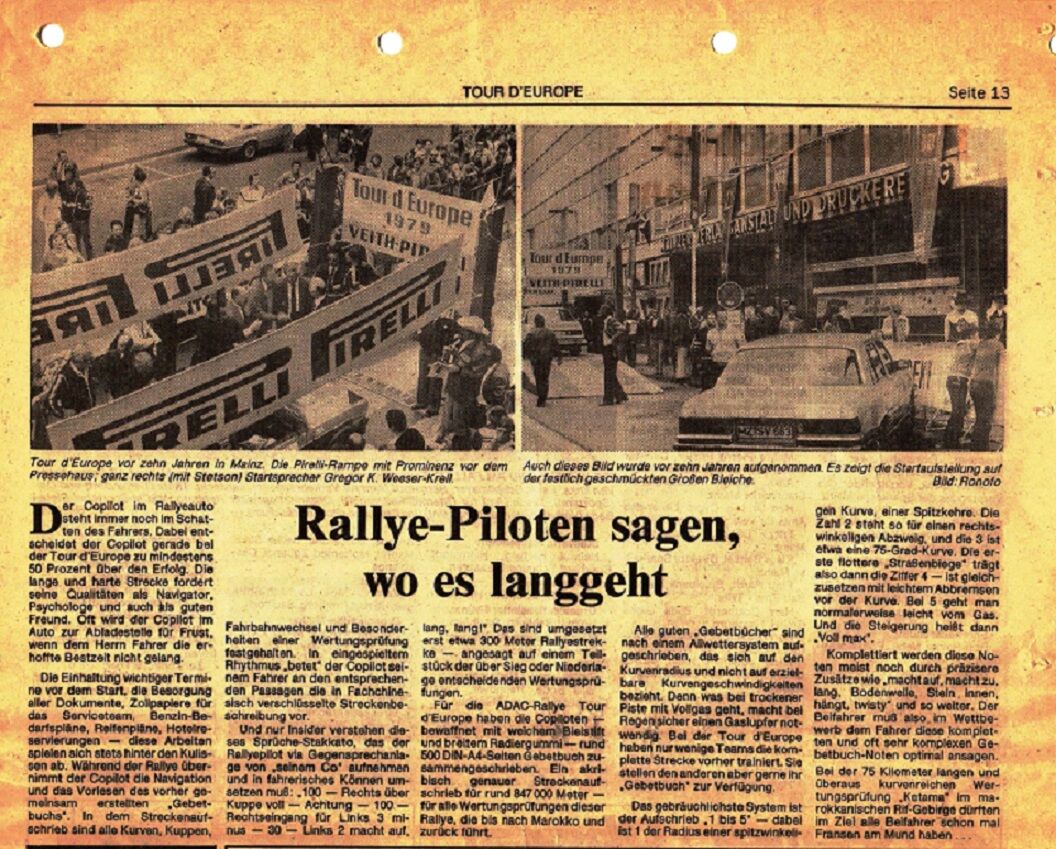 TOUR D'EUROPE
Seite 13
Tour d'Europe
1979
VEITH-PIR
PIRELLI
PIRELLI
PIRELLI
PIRELLI
UND DRUCKERE
Tour d'Europe
1979
VEITH-PIRELLI
Tour d'Europe vor zehn Jahren in Mainz. Die Pirelli-Rampe mit Prominenz vor dem
Pressehaus; ganz rechts (mit Stetson) Startsprecher Gregor K. Weeser-Krell.
Auch dieses Bild wurde vor zehn Jahren aufgenommen. Es zeigt die Startaufstellung auf
der festlich geschmückten Großen Bleiche.
Bild: Ronoto
Rallye-Piloten sagen,
wo es langgeht
Der Copilot im Rallyeauto
steht immer noch im Schat-
ten des Fahrers. Dabei ent-
scheidet der Copilot gerade bei
der Tour d'Europe zu mindestens
50 Prozent über den Erfolg. Die
lange und harte Strecke fordert
seine Qualitäten als Navigator,
Psychologe und auch als guten
Freund. Oft wird der Copilot im
Auto zur Abladestelle für Frust,
wenn dem Herrn Fahrer die er-
hoffte Bestzeit nicht gelang.
Die Einhaltung wichtiger Termi-
ne vor dem Start, die Besorgung
aller Dokumente, Zollpapiere für
das Serviceteam, Benzin-Be-
darfspläne, Reifenpläne, Hotelre-
servierungen — diese Arbeiten
spielen sich stets hinter den Kulis-
sen ab. Während der Rallye über-
nimmt der Copilot die Navigation
und das Vorlesen des vorher ge-
meinsam erstellten „Gebet-
buchs". In dem Streckenauf-
schrieb sind alle Kurven, Kuppen,
Fahrbahnwechsel und Besonder-
heiten einer Wertungsprüfung
festgehalten. In eingespieltem
Rhythmus „betet" der Copilot sei-
nem Fahrer an den entsprechen-
den Passagen die in Fachchine-
sisch verschlüsselte Streckenbe-
schreibung vor.
Und nur Insider verstehen die-
ses Sprüche-Stakkato, das der
Rallyepilot via Gegensprechanla-
ge von „seinem Co" aufnehmen
und in fahrerisches Können um-
setzen muß: „100 — Rechts über
Kuppe voll — Achtung — 100 —
Rechtseingang für Links 3 mi-
nus — 30 — Links 2 macht auf,
lang, lang!" Das sind umgesetzt
erst etwa 300 Meter Rallyestrek-
ke — angesagt auf einem Teil-
stück der über Sieg oder Niederla-
ge entscheidenden Wertungsprü-
fungen.
Für die ADAC-Rallye Tour
d'Europe haben die Copiloten —
bewaffnet mit weichem Bleistift
und breitem Radiergummi — rund
500 DIN-A4-Seiten Gebetbuch zu-
sammengeschrieben. Ein akri-
bisch genauer Streckenauf-
schrieb für rund 847 000 Meter —
für alle Wertungsprüfungen dieser
Rallye, die bis nach Marokko und
zurück führt.
Alle guten „Gebetbücher" sind
nach einem Allwettersystem auf-
geschrieben, das sich auf den
Kurvenradius und nicht auf erziel-
bare Kurvengeschwindigkeiten
bezieht. Denn was bei trockener
Piste mit Vollgas geht, macht bei
Regen sicher einen Gaslupfer not-
wendig. Bei der Tour d'Europe
haben nur wenige Teams die kom-
plette Strecke vorher trainiert. Sie
stellen den anderen aber gerne ihr
„Gebetbuch" zur Verfügung.
Das gebräuchlichste System ist
der Aufschrieb „1 bis 5" — dabei
ist 1 der Radius einer spitzwinkeli-
gen Kurve, einer Spitzkehre. Die
Zahl 2 steht so für einen rechts-
winkeligen Abzweig, und die 3 ist
etwa eine 75-Grad-Kurve. Die er-
ste flottere „Straßenbiege" trägt
also dann die Ziffer 4 — ist gleich-
zusetzen mit leichtem Abbremsen
vor der Kurve. Bei 5 geht man
normalerweise leicht vom Gas.
Und die Steigerung heißt dann
„Voll max".
Komplettiert werden diese No-
ten meist noch durch präzisere
Zusätze wie „macht auf, macht zu,
lang, Bodenwelle, Stein innen,
hängt, twisty" und so weiter. Der
Beifahrer muß also im Wettbe-
werb dem Fahrer diese komplet-
ten und oft sehr komplexen Ge-
betbuch-Noten optimal ansagen.
Bei der 75 Kilometer langen und
überaus kurvenreichen Wer-
tungsprüfung „Ketama" im ma-
rokkanischen Rif-Gebirge dürften
im Ziel alle Beifahrer schon mal
Fransen am Mund haben ...